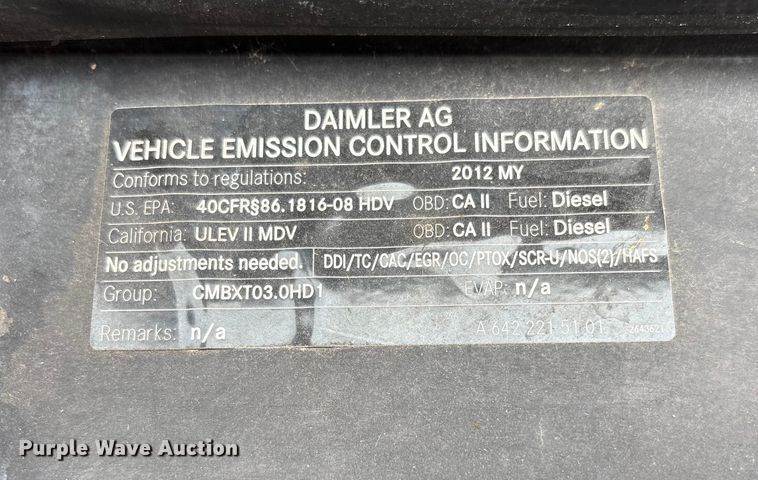 DAIMLER AG
VEHICLE EMISSION CONTROL INFORMATION
Conforms to regulations: 2012 MY
U.S. EPA: 40CFR§86.1816-08 HDV OBD: CA II Fuel: Diesel
California: ULEV II MDV OBD: CA II Fuel: Diesel
No adjustments needed. DDI/TC/CAC/EGR/OC/PTOX/SCR-U/NOS(2)/HAFS
Group: CMBXT03.0HD1 EVAP: n/a
Remarks: n/a A 642 221 51 01
Purple Wave Auction